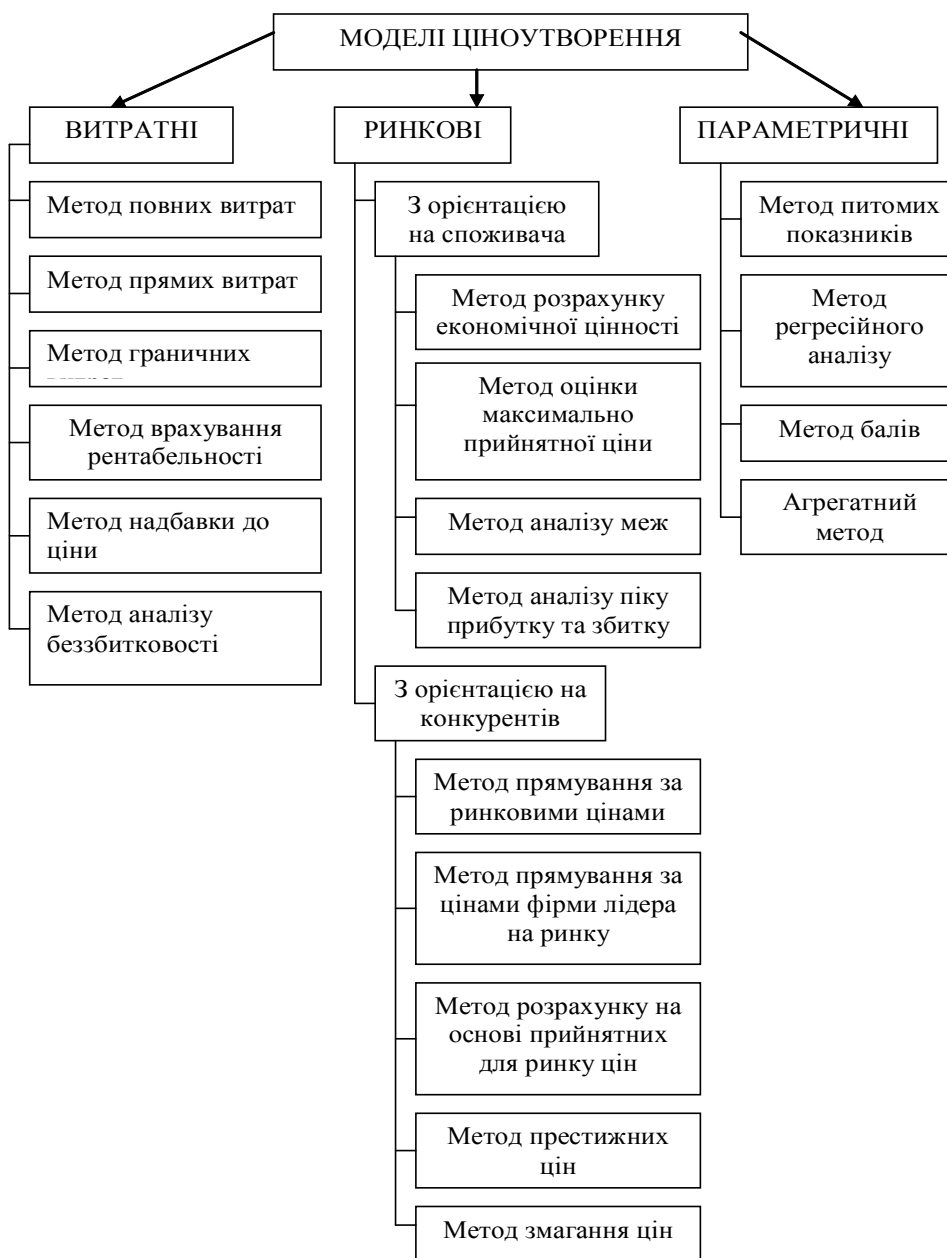 МОДЕЛІ ЦІНОУТВОРЕННЯ
ВИТРАТНІ
Метод повних витрат
Метод прямих витрат
Метод граничних
Метод врахування
рентабельності
Метод надбавки до
ціни
Метод аналізу
беззбитковості
РИНКОВІ
З орієнтацією
на споживача
Метод розрахунку
економічної цінності
Метод оцінки
максимально
прийнятної ціни
Метод аналізу меж
Метод аналізу піку
прибутку та збитку
З орієнтацією на
конкурентів
Метод прямування за
ринковими цінами
Метод прямування за
цінами фірми лідера
на ринку
Метод розрахунку на
основі прийнятних
для ринку цін
Метод престижних
цін
Метод змагання цін
ПАРАМЕТРИЧНІ
Метод питомих
показників
Метод
регресійного
аналізу
Метод балів
Агрегатний
метод